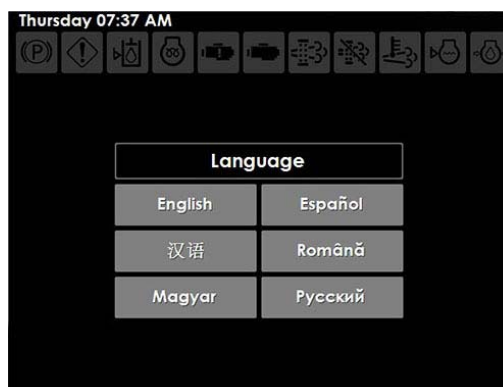 Thursday 07:37 AM
(P)
Language
English Español
汉语 Română
Magyar Русский